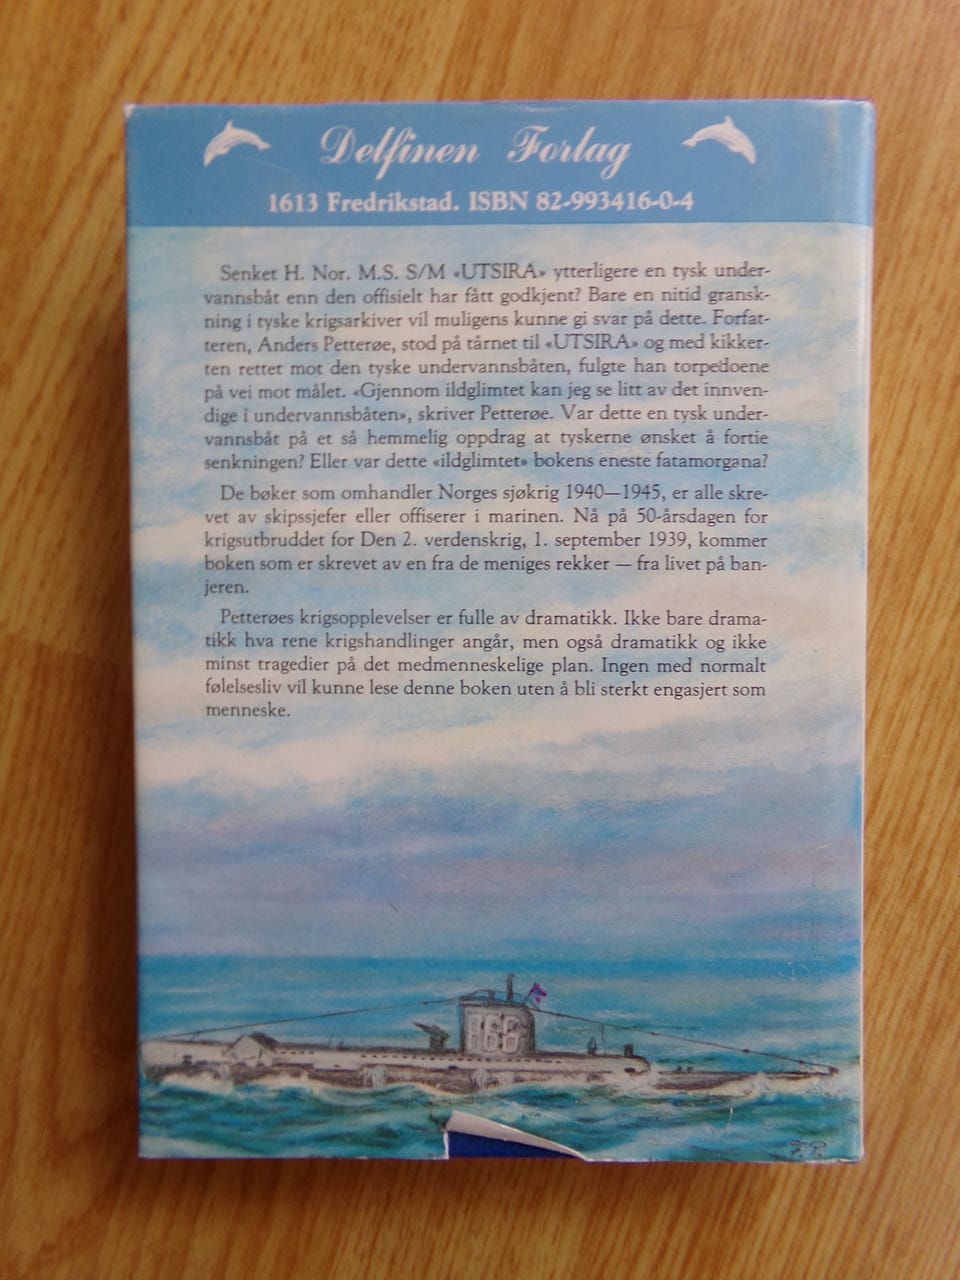 Delfinen Forlag
1613 Fredrikstad. ISBN 82-993416-0-4
Senket H. Nor. M.S. S/M «UTSIRA» ytterligere en tysk under-
vannsbåt enn den offisielt har fått godkjent? Bare en nitid gransk-
ning i tyske krigsarkiver vil muligens kunne gi svar på dette. Forfat-
teren, Anders Petterøe, stod på tårnet til «UTSIRA» og med kikker-
ten rettet mot den tyske undervannsbåten, fulgte han torpedoene
på vei mot målet. «Gjennom ildglimtet kan jeg se litt av det innven-
dige i undervannsbåten», skriver Petterøe. Var dette en tysk under-
vannsbåt på et så hemmelig oppdrag at tyskerne ønsket å fortie
senkningen? Eller var dette «ildglimtet» bokens eneste fatamorgana?
De bøker som omhandler Norges sjøkrig 1940—1945, er alle skre-
vet av skipssjefer eller offiserer i marinen. Nå på 50-årsdagen for
krigsutbruddet for Den 2. verdenskrig, 1. september 1939, kommer
boken som er skrevet av en fra de meniges rekker — fra livet på ban-
jeren.
Petterøes krigsopplevelser er fulle av dramatikk. Ikke bare drama-
tikk hva rene krigshandlinger angår, men også dramatikk og ikke
minst tragedier på det medmenneskelige plan. Ingen med normalt
følelsesliv vil kunne lese denne boken uten å bli sterkt engasjert som
menneske.